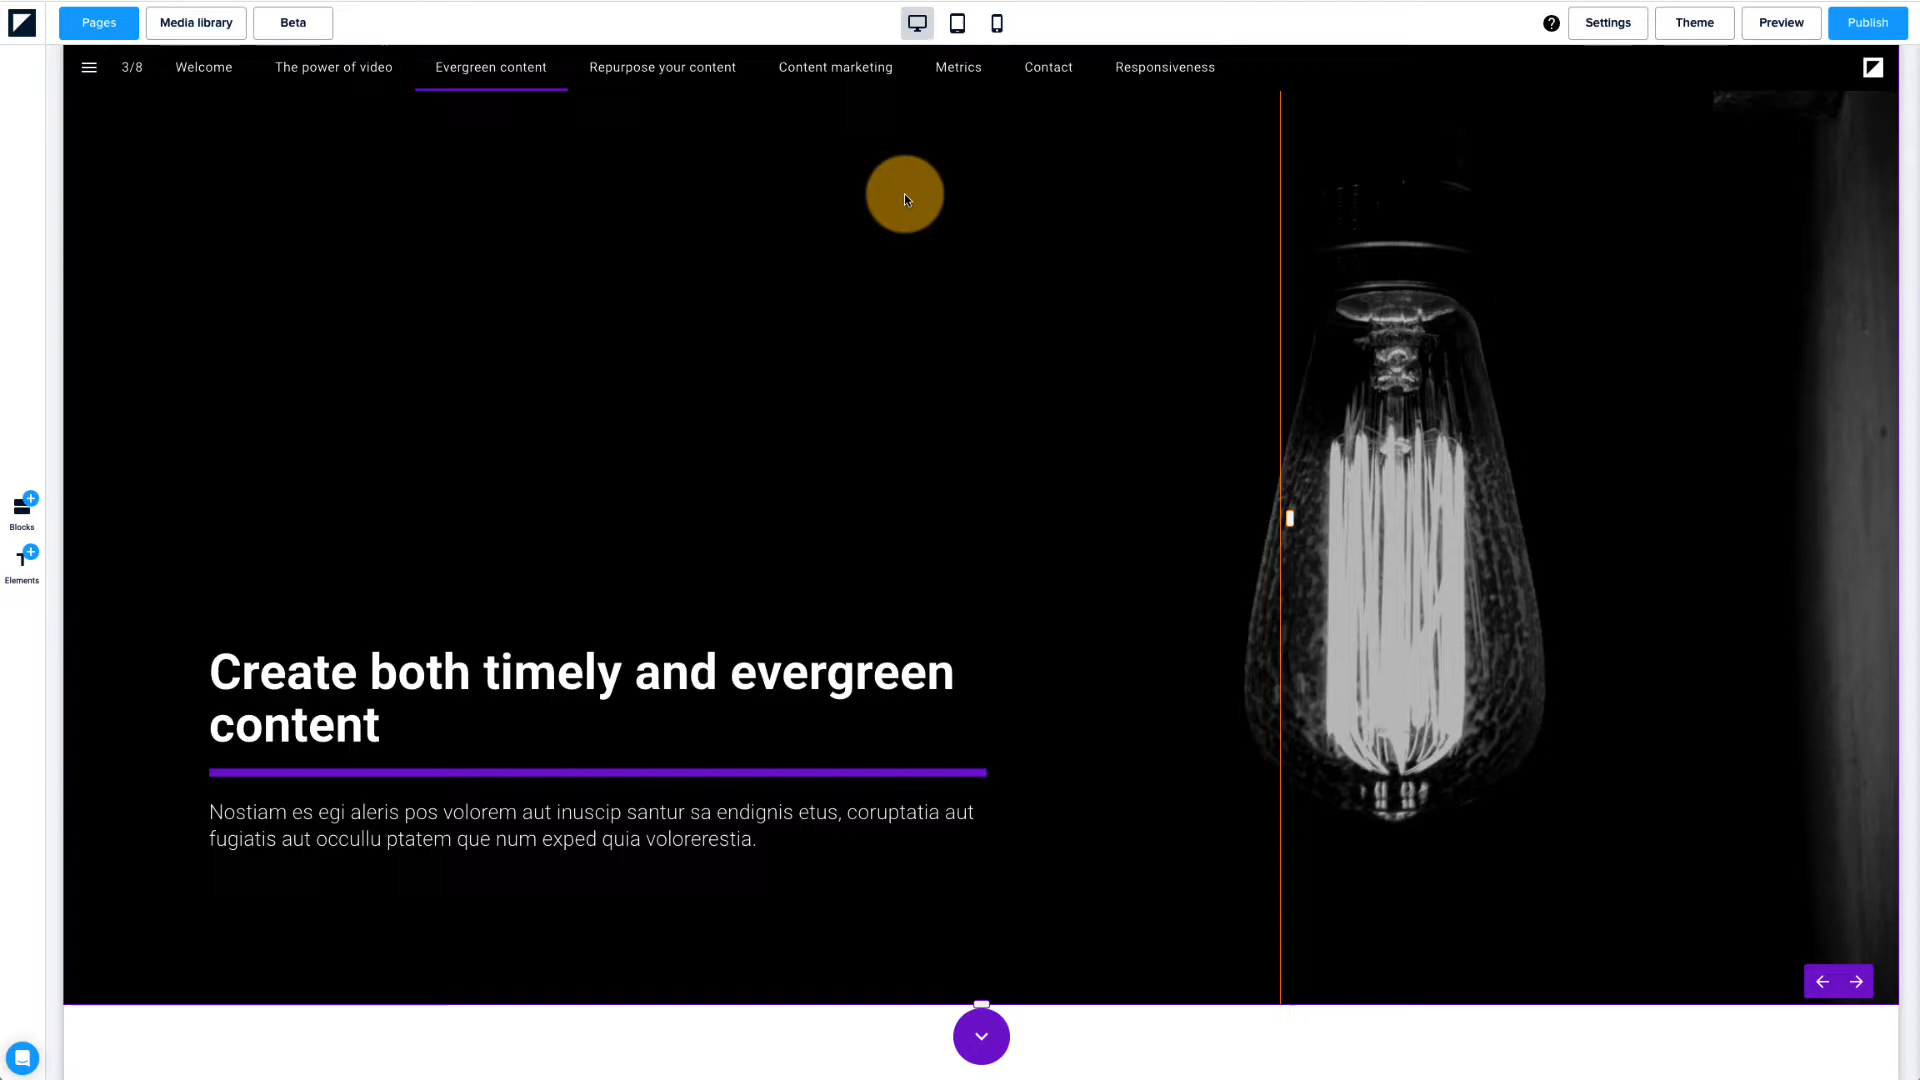 Pages Media library Beta Settings Theme Preview Publish
3/8 Welcome The power of video Evergreen content Repurpose your content Content marketing Metrics Contact Responsiveness
Blocks
Elements
Create both timely and evergreen
content
Nostiam es egi aleris pos volorem aut inuscip santur sa endignis etus, coruptatia aut
fugiatis aut occullu ptatem que num exped quia volorerestia.